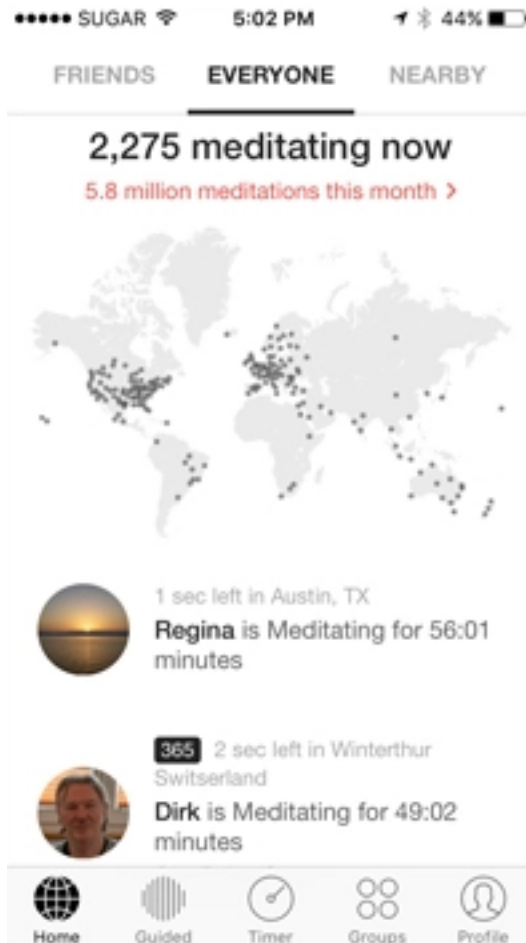 SUGAR 5:02 PM 44%
FRIENDS EVERYONE NEARBY
2,275 meditating now
5.8 million meditations this month >
1 sec left in Austin, TX
Regina is Meditating for 56:01
minutes
365 2 sec left in Winterthur
Switserland
Dirk is Meditating for 49:02
minutes
Home Guided Timer Groups Profile